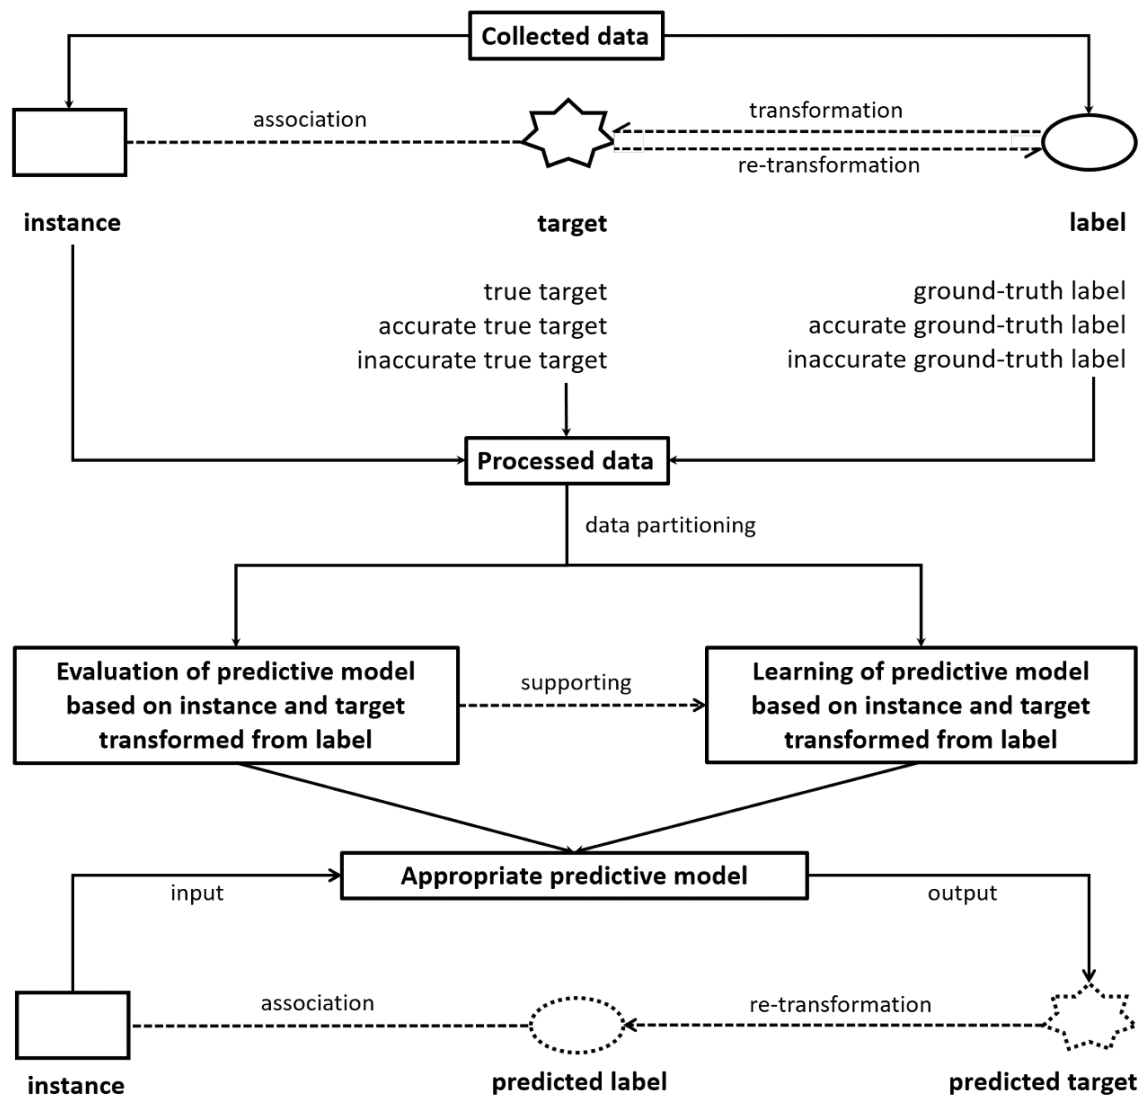 Collected data
association
transformation
re-transformation
instance
target
label
true target
accurate true target
inaccurate true target
ground-truth label
accurate ground-truth label
inaccurate ground-truth label
Processed data
data partitioning
Evaluation of predictive model
based on instance and target
transformed from label
supporting
Learning of predictive model
based on instance and target
transformed from label
Appropriate predictive model
input
output
association
re-transformation
instance
predicted label
predicted target